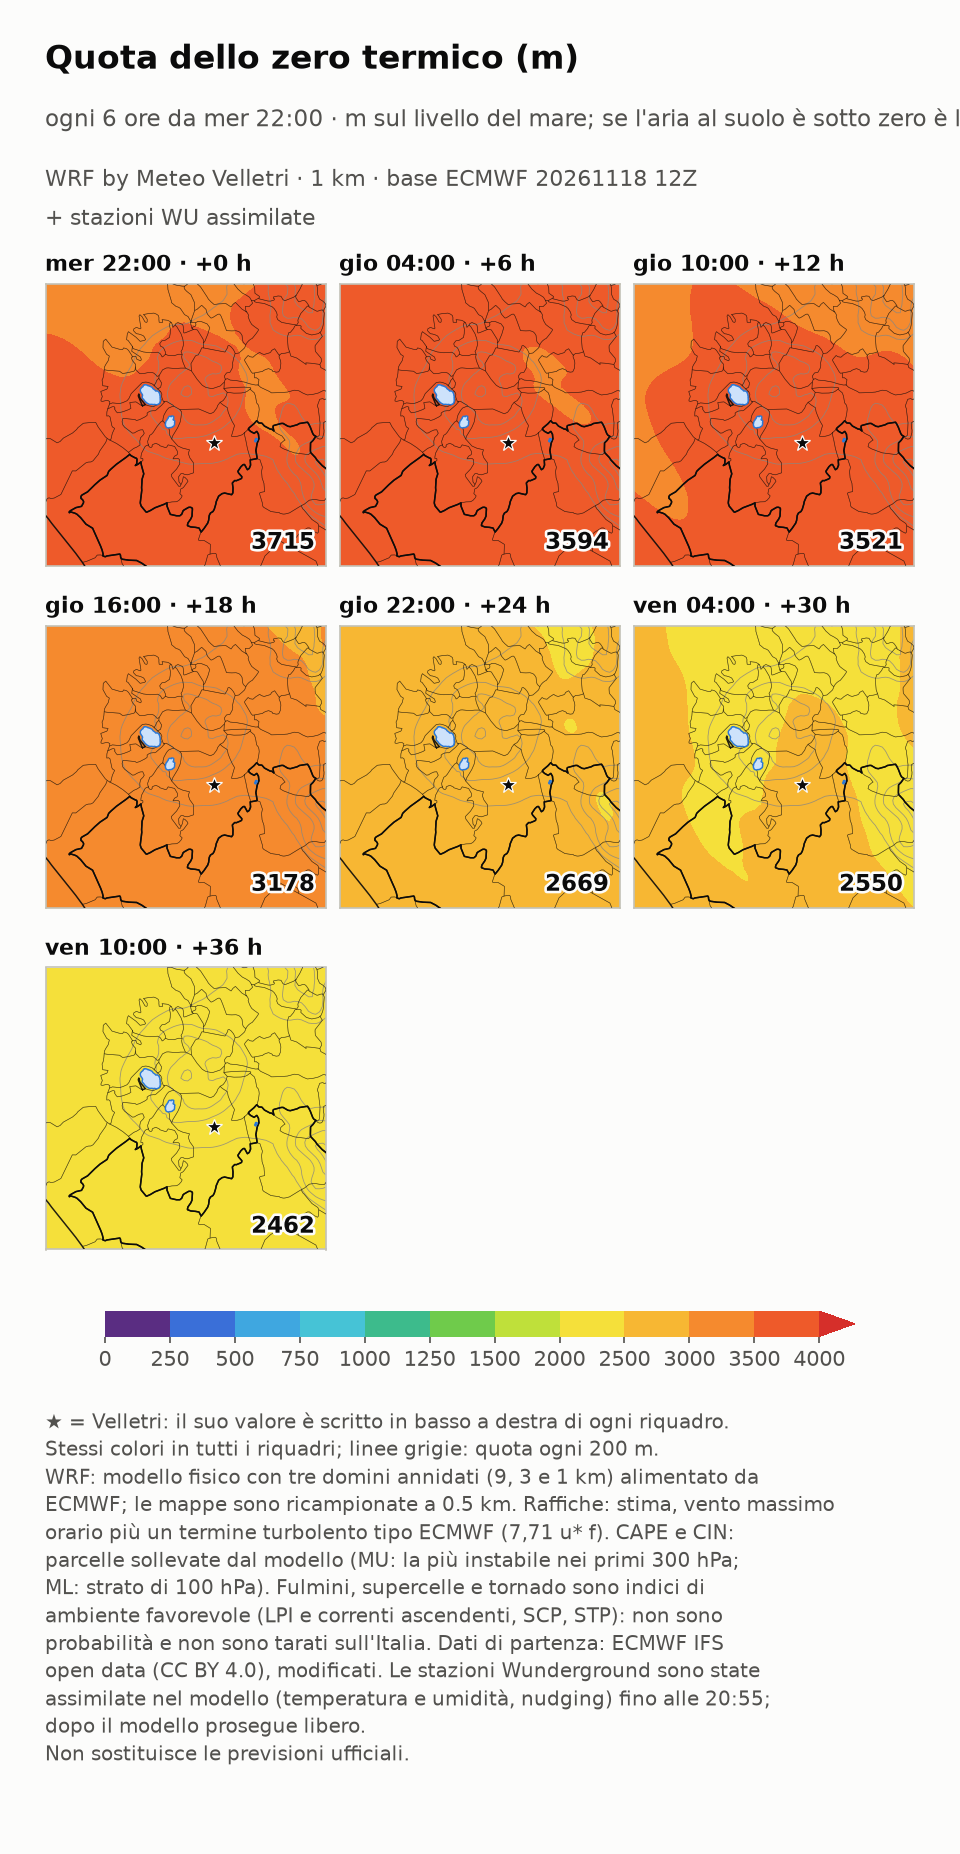 Quota dello zero termico (m)
ogni 6 ore da mer 22:00 · m sul livello del mare; se l'aria al suolo è sotto zero è l
WRF by Meteo Velletri · 1 km · base ECMWF 20261118 12Z
+ stazioni WU assimilate
mer 22:00 · +0 h
gio 04:00 · +6 h
gio 10:00 · +12 h
3715
3594
3521
gio 16:00 · +18 h
gio 22:00 · +24 h
ven 04:00 · +30 h
3178
2669
2550
ven 10:00 · +36 h
2462
0 250 500 750 1000 1250 1500 2000 2500 3000 3500 4000
★ = Velletri: il suo valore è scritto in basso a destra di ogni riquadro.
Stessi colori in tutti i riquadri; linee grigie: quota ogni 200 m.
WRF: modello fisico con tre domini annidati (9, 3 e 1 km) alimentato da
ECMWF; le mappe sono ricampionate a 0.5 km. Raffiche: stima, vento massimo
orario più un termine turbolento tipo ECMWF (7,71 u* f). CAPE e CIN:
parcelle sollevate dal modello (MU: la più instabile nei primi 300 hPa;
ML: strato di 100 hPa). Fulmini, supercelle e tornado sono indici di
ambiente favorevole (LPI e correnti ascendenti, SCP, STP): non sono
probabilità e non sono tarati sull'Italia. Dati di partenza: ECMWF IFS
open data (CC BY 4.0), modificati. Le stazioni Wunderground sono state
assimilate nel modello (temperatura e umidità, nudging) fino alle 20:55;
dopo il modello prosegue libero.
Non sostituisce le previsioni ufficiali.